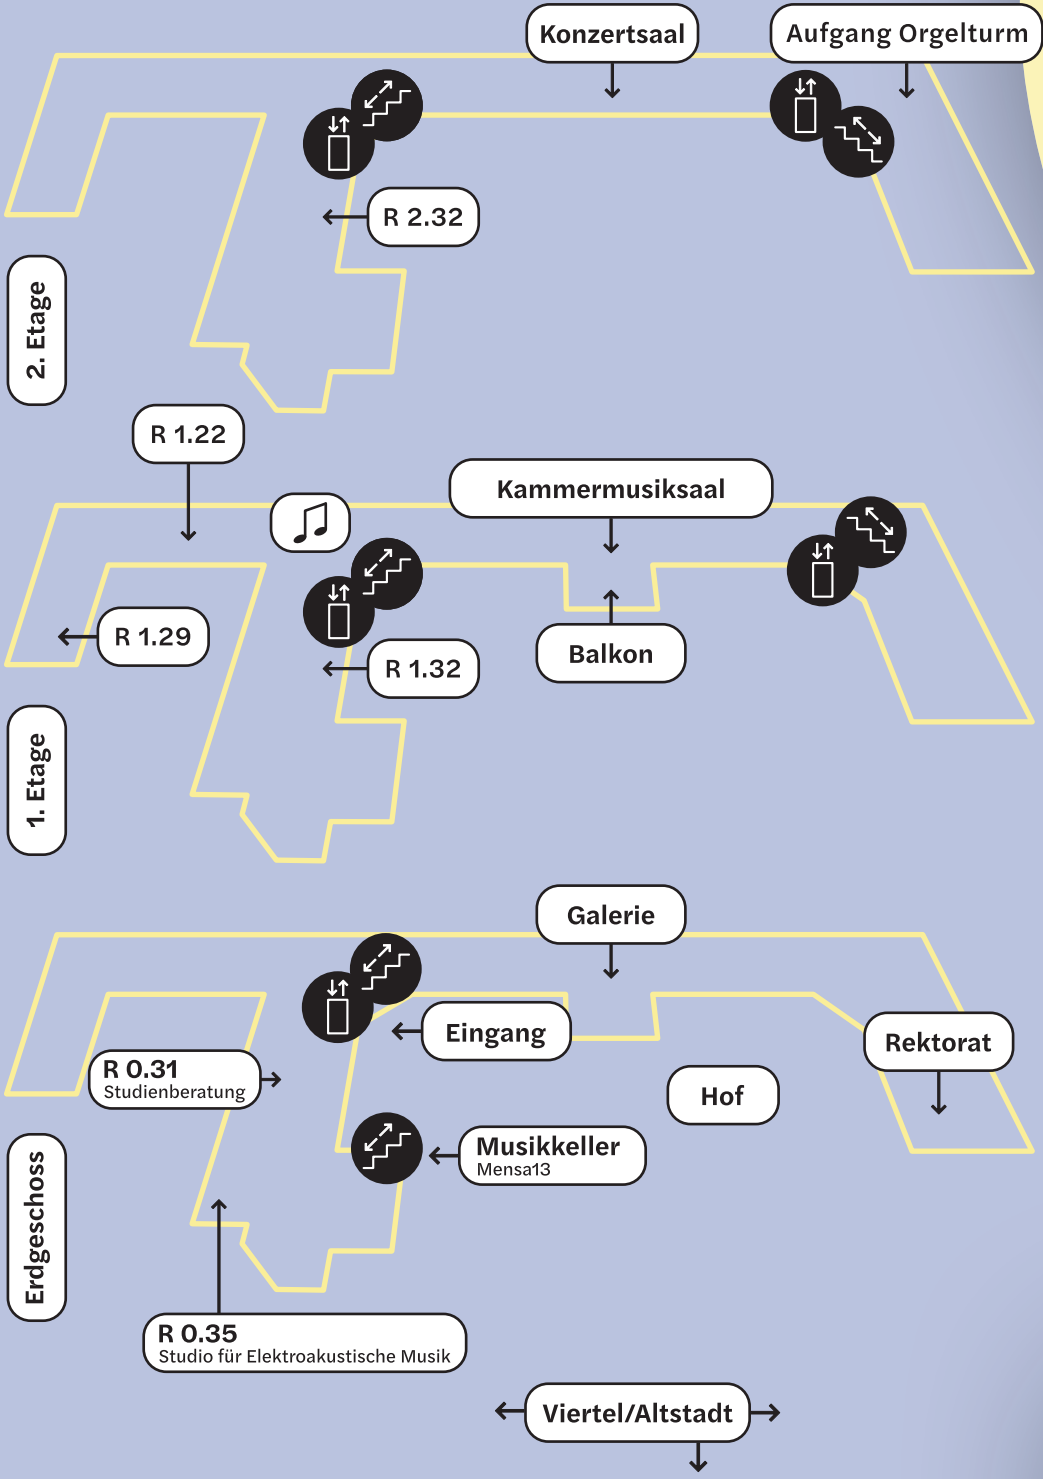 Konzertsaal
Aufgang Orgelturm
R 2.32
2. Etage
R 1.22
Kammermusiksaal
R 1.29
R 1.32
Balkon
1. Etage
Galerie
Eingang
Rektorat
R 0.31
Studienberatung
Hof
Musikkeller
Mensa13
Erdgeschoss
R 0.35
Studio für Elektroakustische Musik
Viertel/Altstadt